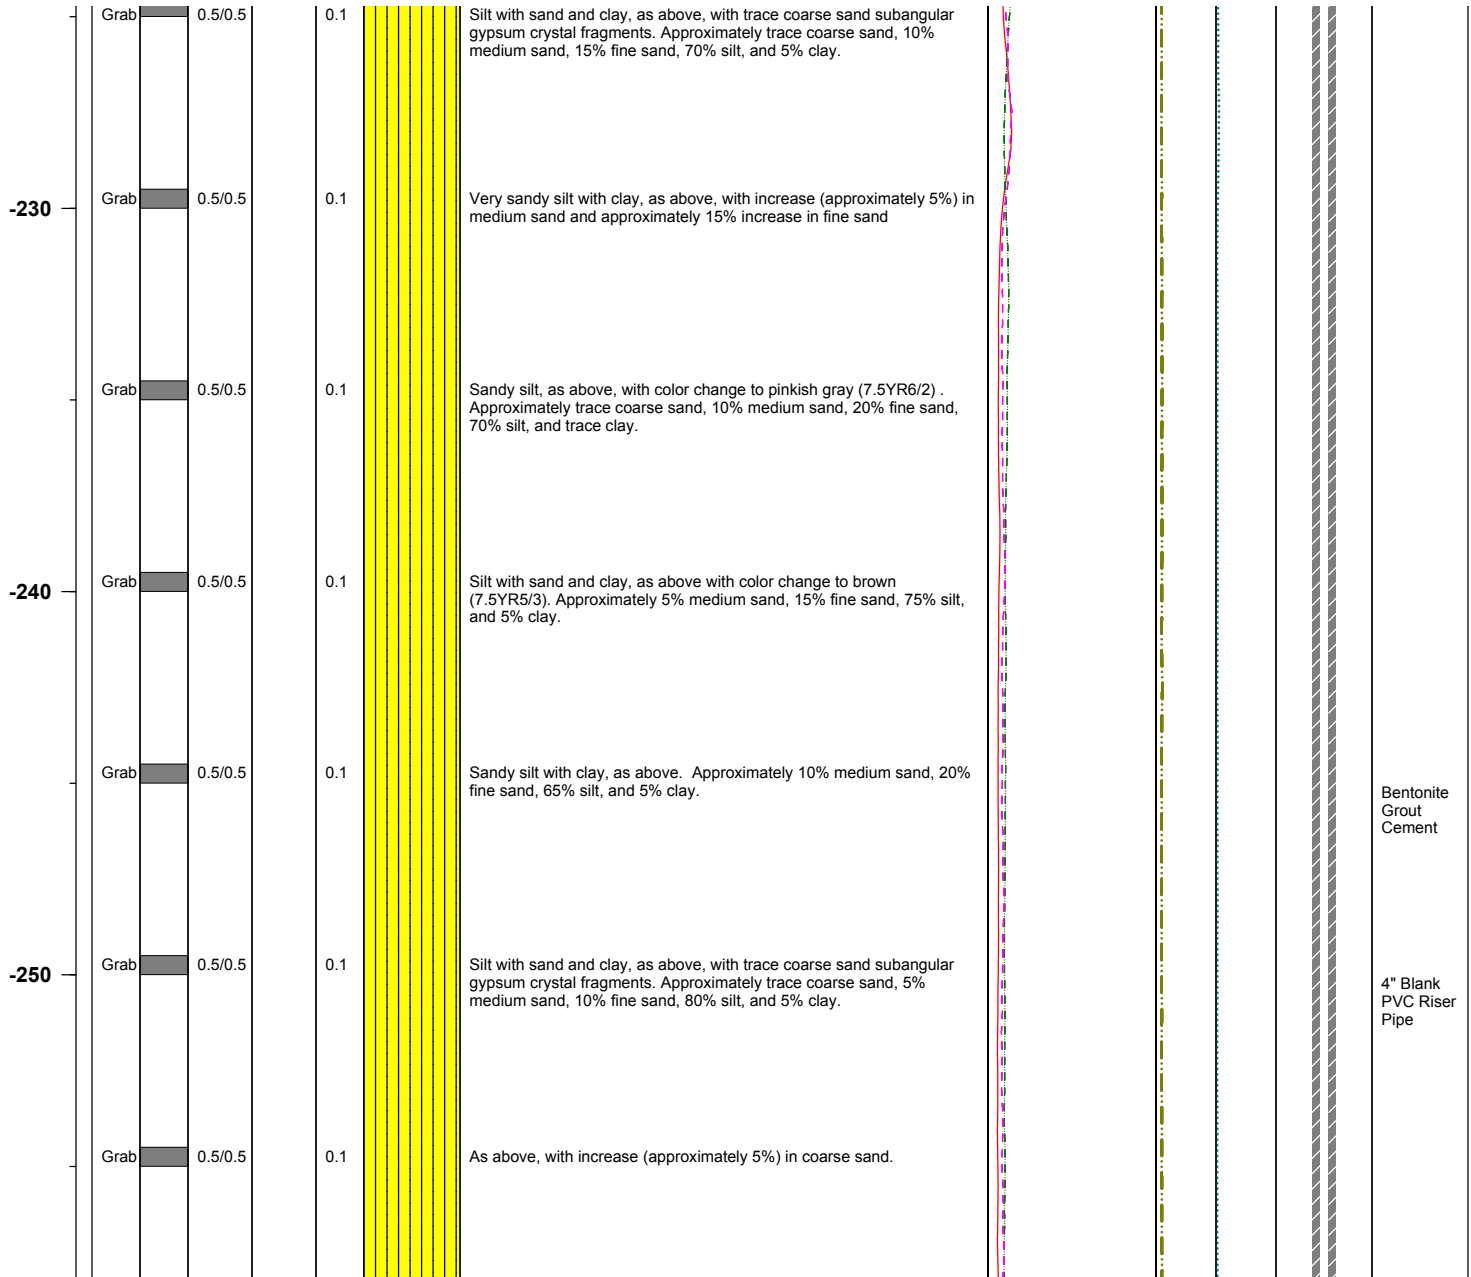 Grab 0.5/0.5 0.1 Silt with sand and clay, as above, with trace coarse sand subangular
gypsum crystal fragments. Approximately trace coarse sand, 10%
medium sand, 15% fine sand, 70% silt, and 5% clay.
-230 Grab 0.5/0.5 0.1 Very sandy silt with clay, as above, with increase (approximately 5%) in
medium sand and approximately 15% increase in fine sand
Grab 0.5/0.5 0.1 Sandy silt, as above, with color change to pinkish gray (7.5YR6/2) .
Approximately trace coarse sand, 10% medium sand, 20% fine sand,
70% silt, and trace clay.
-240 Grab 0.5/0.5 0.1 Silt with sand and clay, as above with color change to brown
(7.5YR5/3). Approximately 5% medium sand, 15% fine sand, 75% silt,
and 5% clay.
Grab 0.5/0.5 0.1 Sandy silt with clay, as above. Approximately 10% medium sand, 20%
fine sand, 65% silt, and 5% clay.
Bentonite
Grout
Cement
-250 Grab 0.5/0.5 0.1 Silt with sand and clay, as above, with trace coarse sand subangular
gypsum crystal fragments. Approximately trace coarse sand, 5%
medium sand, 10% fine sand, 80% silt, and 5% clay.
4" Blank
PVC Riser
Pipe
Grab 0.5/0.5 0.1 As above, with increase (approximately 5%) in coarse sand.